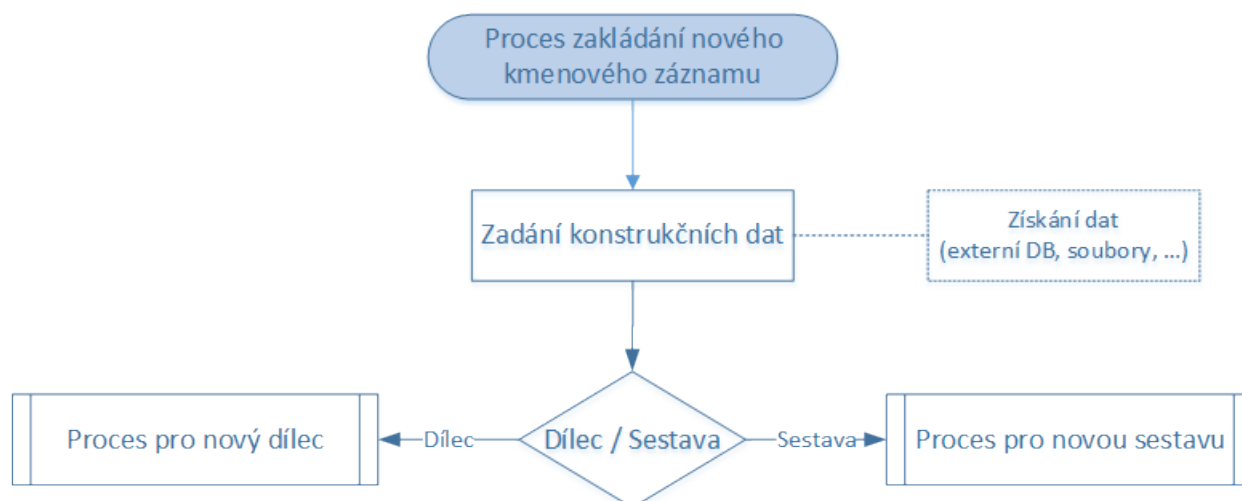 Proces zakládání nového
kmenového záznamu
Zadání konstrukčních dat
Získání dat
(externí DB, soubory, ...)
Proces pro nový dílec
Dílec
Dílec / Sestava
Sestava
Proces pro novou sestavu